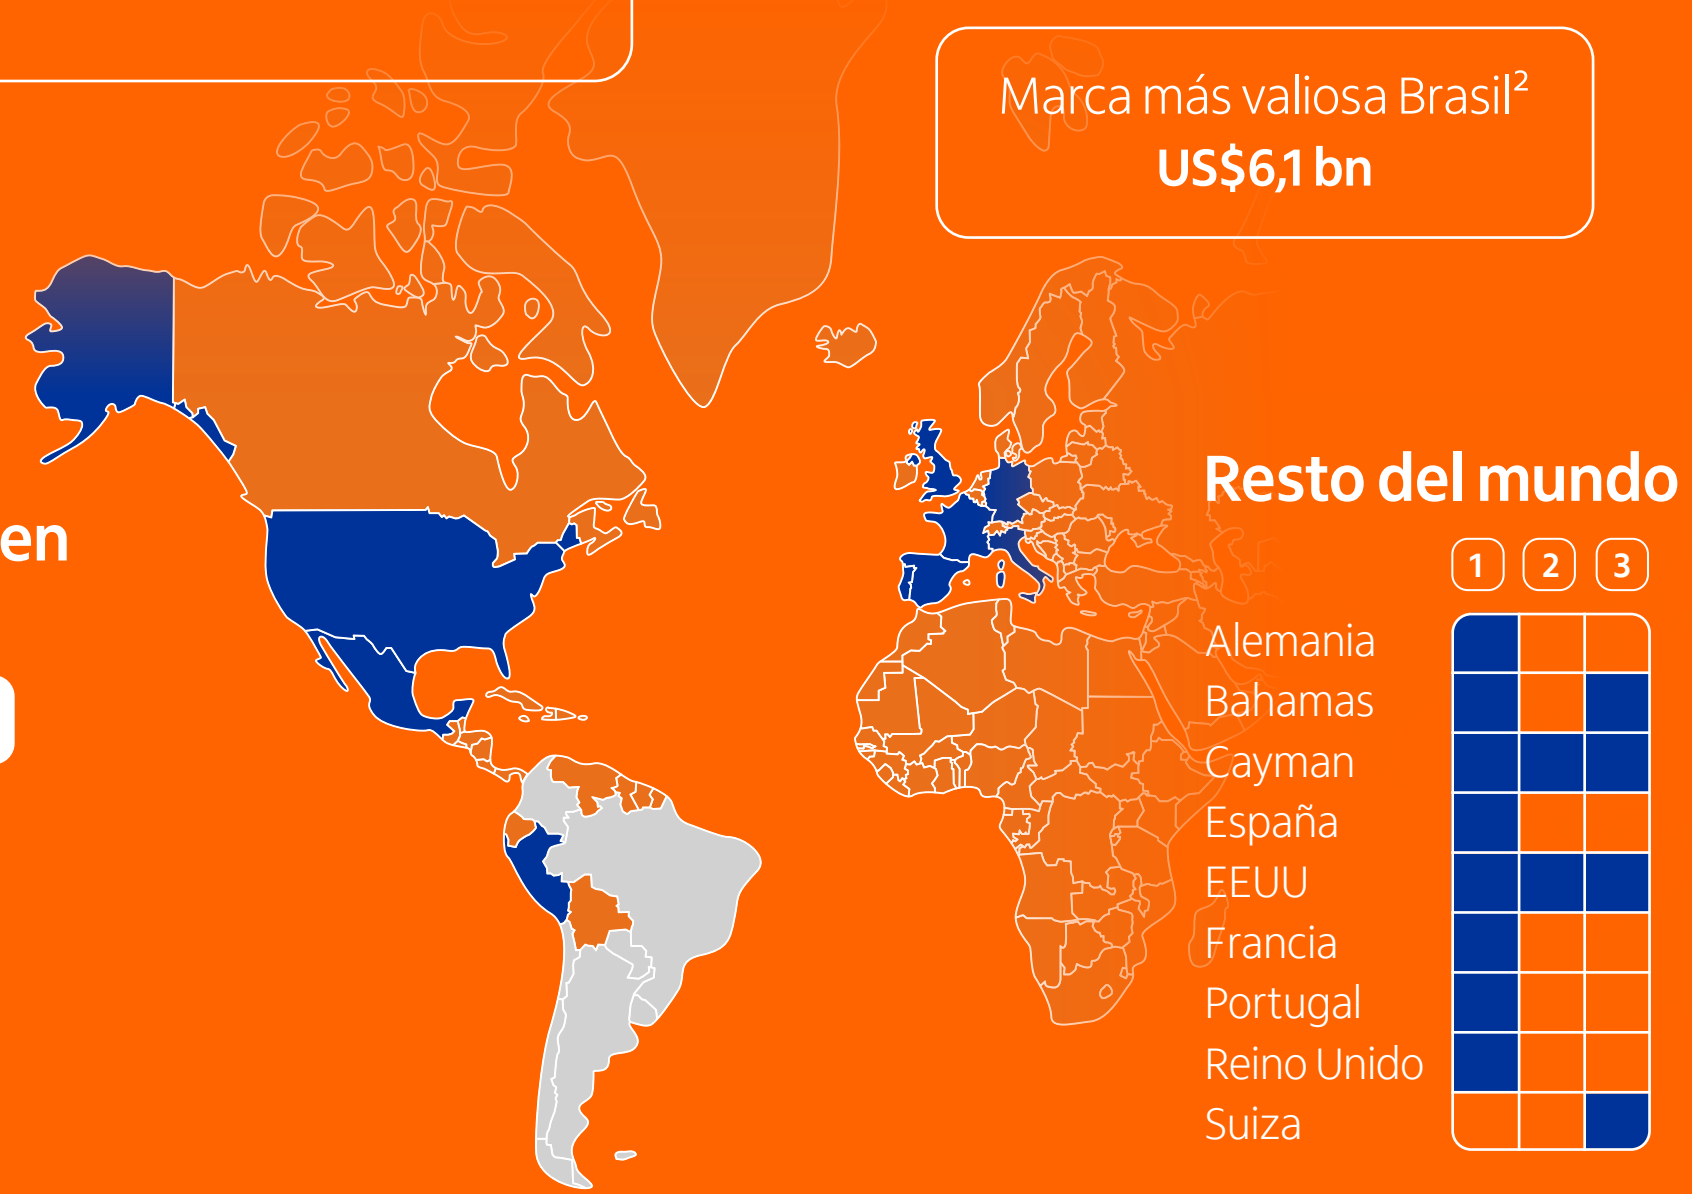 Marca más valiosa Brasil²
US$6,1 bn
en
Resto del mundo
1 2 3
Alemania
Bahamas
Cayman
España
EEUU
Francia
Portugal
Reino Unido
Suiza